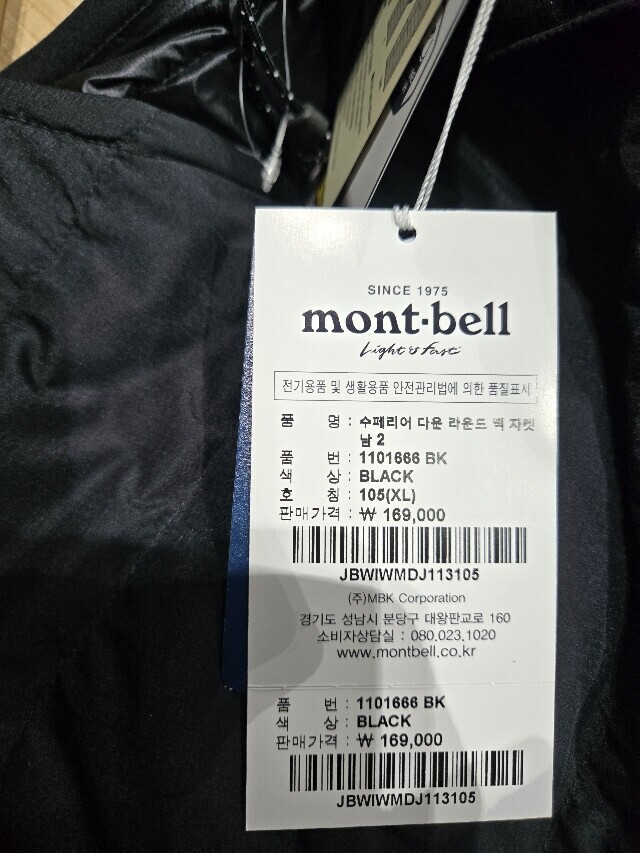 SINCE 1975
mont-bell
Light & Fast
전기용품 및 생활용품 안전관리법에 의한 품질표시
품 명 : 수페리어 다운 라운드 넥 자켓
남 2
품 번 : 1101666 BK
색 상 : BLACK
호 칭 : 105(XL)
판매가격 : ₩ 169,000
JBWIWMDJ113105
(주)MBK Corporation
경기도 성남시 분당구 대왕판교로 160
소비자상담실 : 080.023.1020
www.montbell.co.kr
품 번 : 1101666 BK
색 상 : BLACK
판매가격 : ₩ 169,000
JBWIWMDJ113105